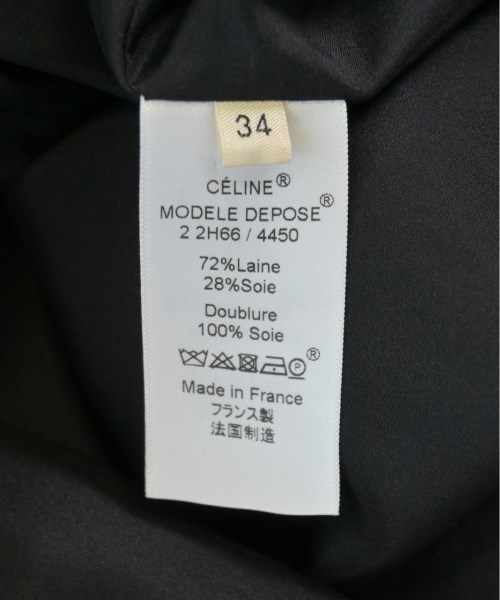 34
CÉLINE®
MODELE DEPOSE®
2 2H66 / 4450
72%Laine
28%Soie
Doublure
100% Soie
P ®
Made in France
フランス製
法国制造